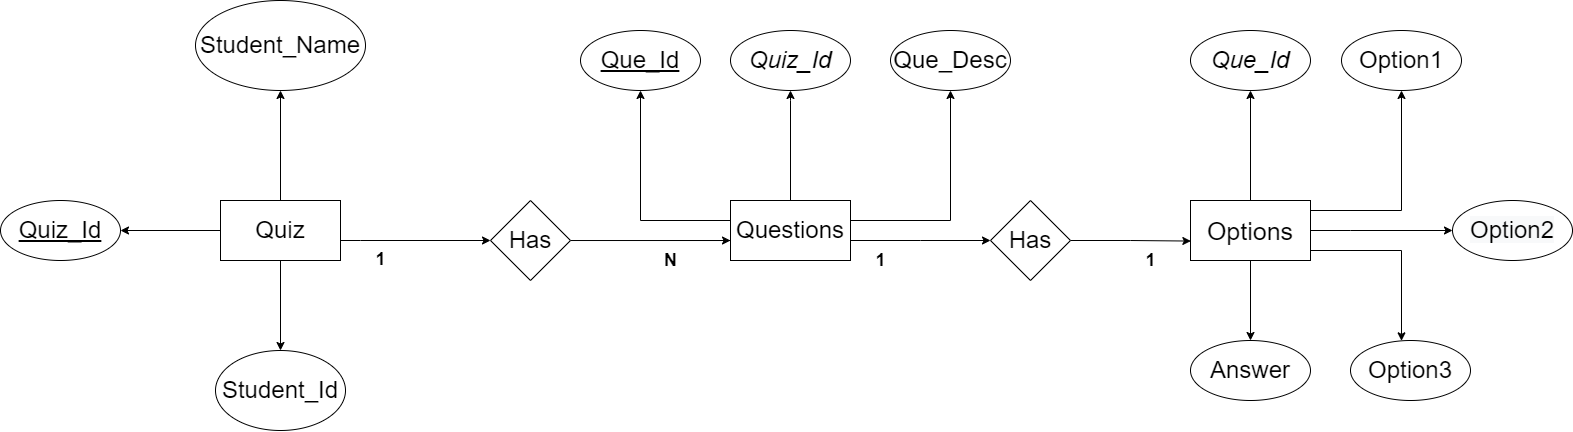 Student_Name
Que_Id
Quiz_Id
Que_Desc
Que_Id
Option1
Quiz_Id
Quiz
Has
Questions
Has
Options
Option2
1
N
1
1
Student_Id
Answer
Option3